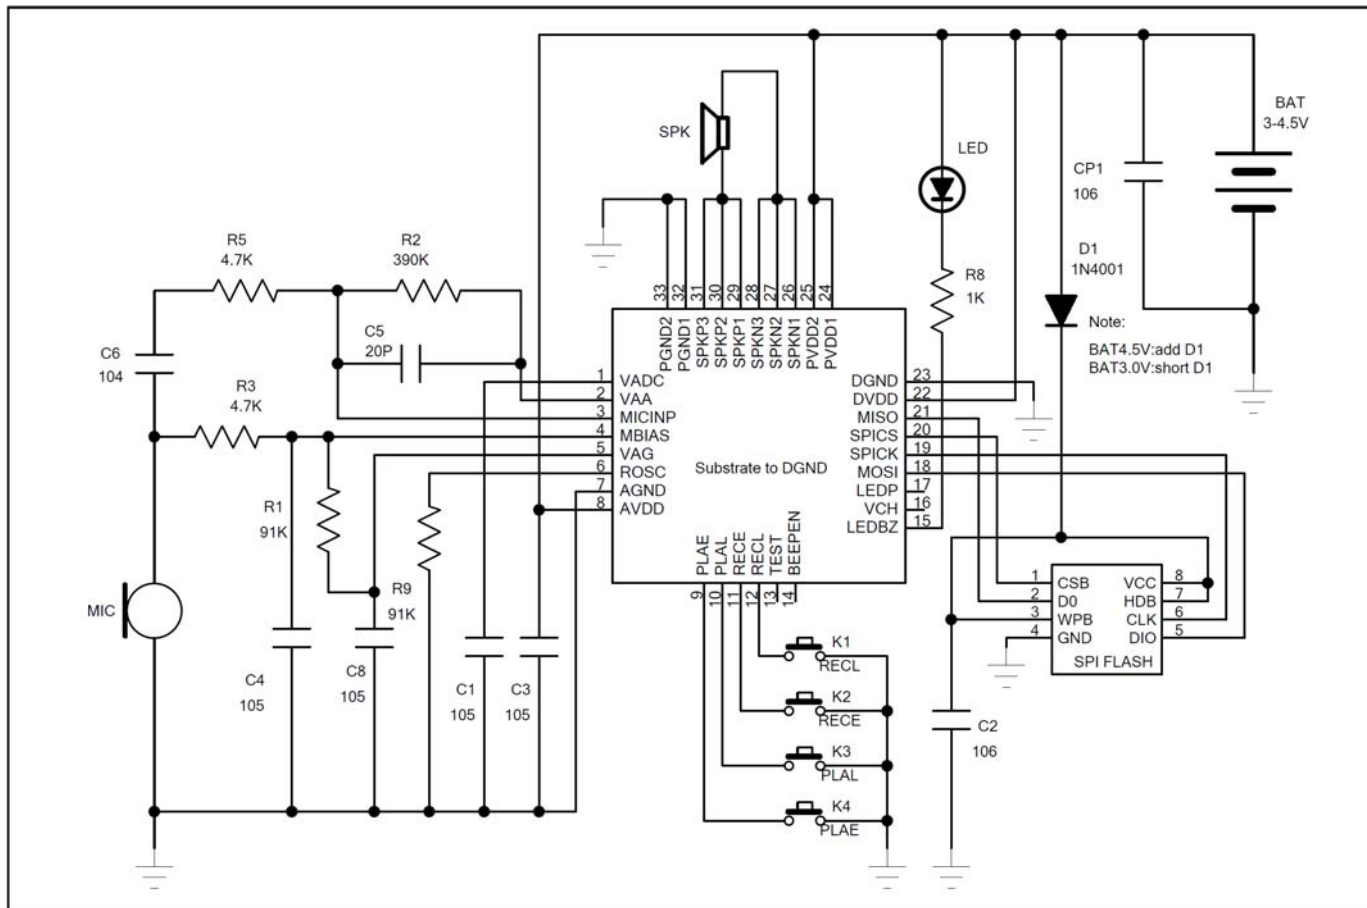 BAT
3-4.5V
SPK
LED
CP1
106
D1
1N4001
R5
4.7K
R2
390K
R8
1K
Note:
BAT4.5V:add D1
BAT3.0V:short D1
C5
20P
C6
104
R3
4.7K
33 32 31 30 29 28 27 26 25 24
PGND2 PGND1 SPKP3 SPKP2 SPKP1 SPKN3 SPKN2 SPKN1 PVDD2 PVDD1
1 VADC
2 VAA
3 MICINP
4 MBIAS
5 VAG
6 ROSC
7 AGND
8 AVDD
Substrate to DGND
DGND 23
DVDD 22
MISO 21
SPICS 20
SPICK 19
MOSI 18
LEDP 17
VCH 16
LEDBZ 15
PLAE PLAL RECE RECL TEST BEEPEN
9 10 11 12 13 14
R1
91K
R9
91K
MIC
1 CSB VCC 8
2 D0 HDB 7
3 WPB CLK 6
4 GND DIO 5
SPI FLASH
C4
105
C8
105
C1
105
C3
105
K1
RECL
K2
RECE
K3
PLAL
K4
PLAE
C2
106